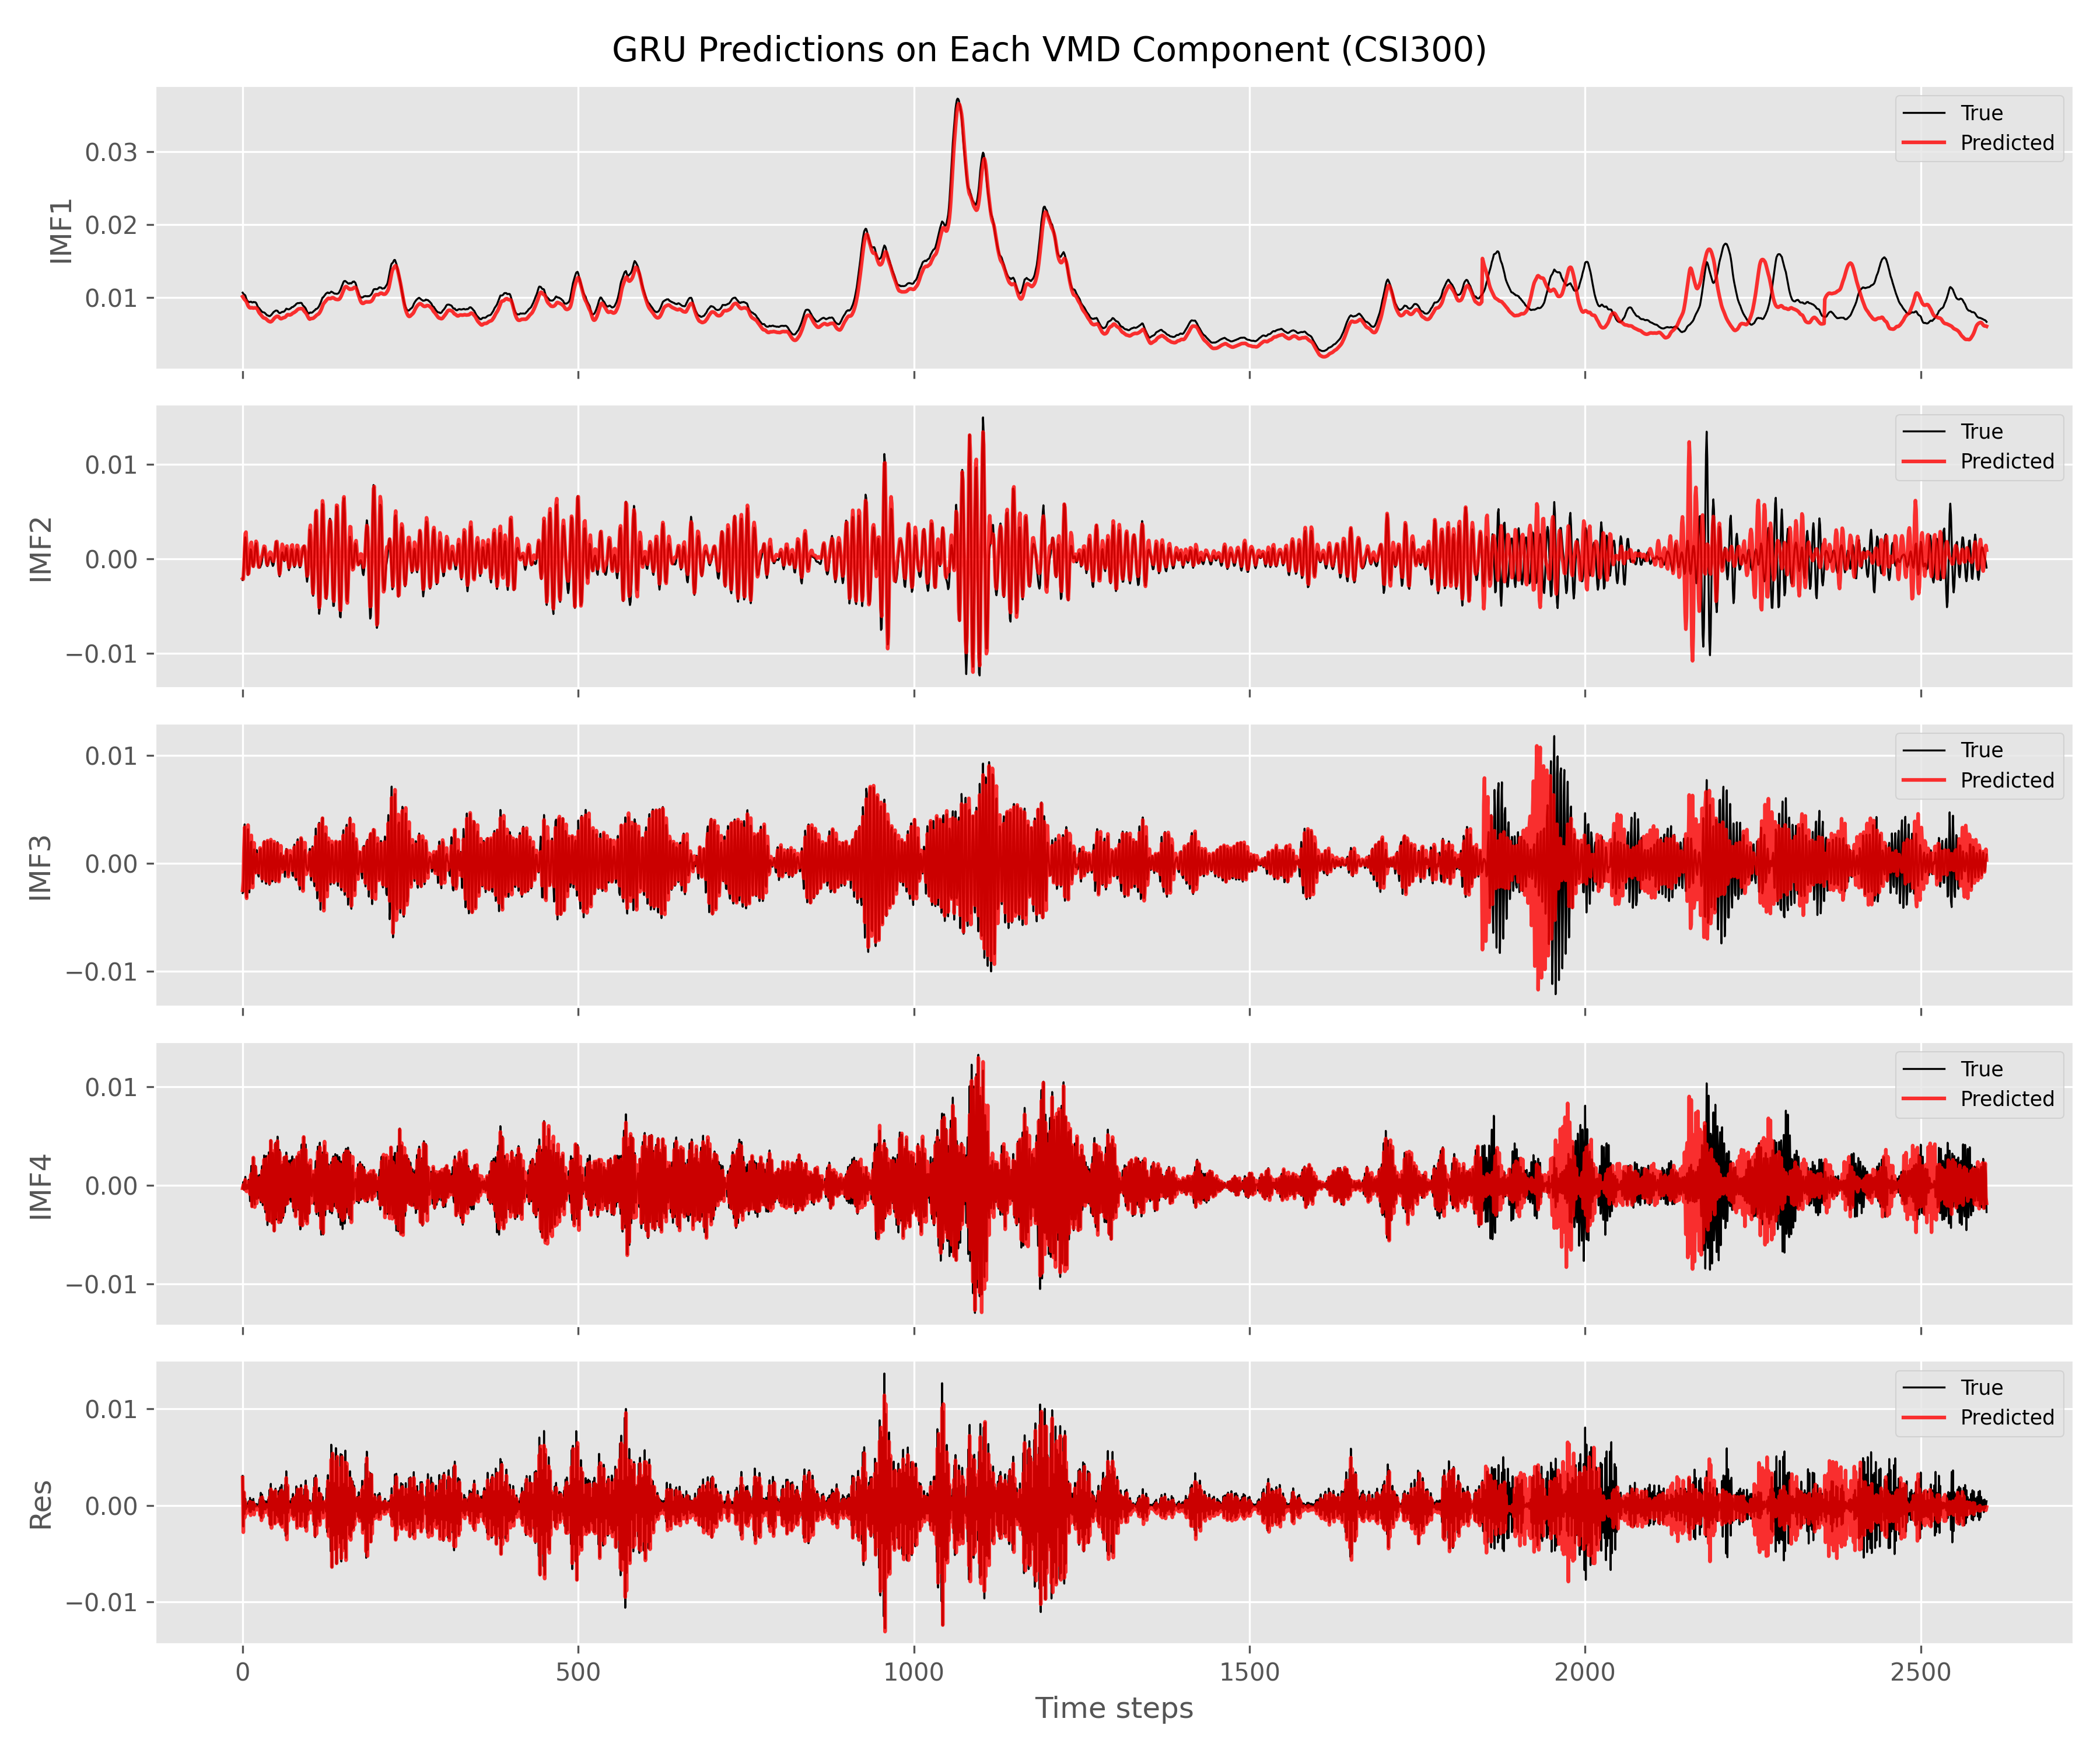 GRU Predictions on Each VMD Component (CSI300)
IMF1
0.03
0.02
0.01
True
Predicted
IMF2
0.01
0.00
−0.01
True
Predicted
IMF3
0.01
0.00
−0.01
True
Predicted
IMF4
0.01
0.00
−0.01
True
Predicted
Res
0.01
0.00
−0.01
True
Predicted
0 500 1000 1500 2000 2500
Time steps